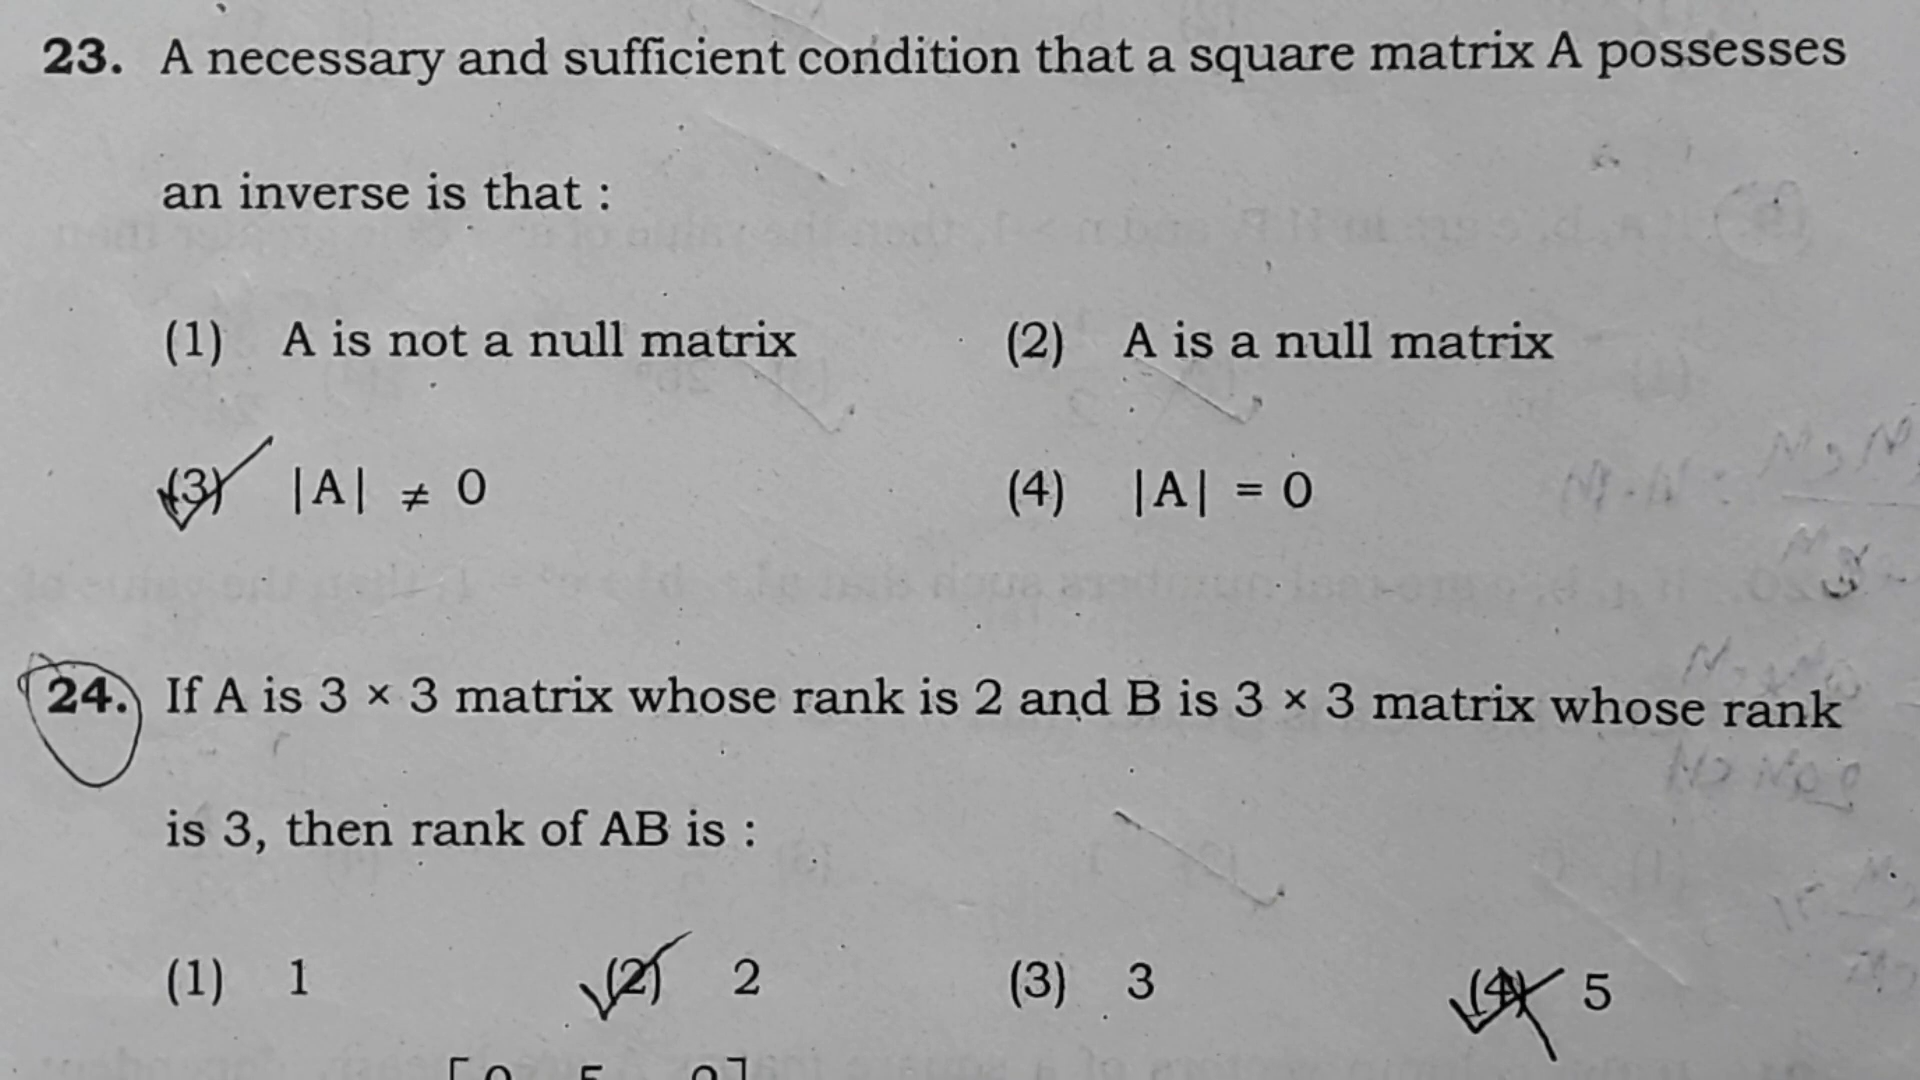 23. A necessary and sufficient condition that a square matrix A possesses
an inverse is that :
(1) A is not a null matrix (2) A is a null matrix
(3) |A| ≠ 0 (4) |A| = 0
24. If A is 3 × 3 matrix whose rank is 2 and B is 3 × 3 matrix whose rank
is 3, then rank of AB is :
(1) 1 (2) 2 (3) 3 (4) 5